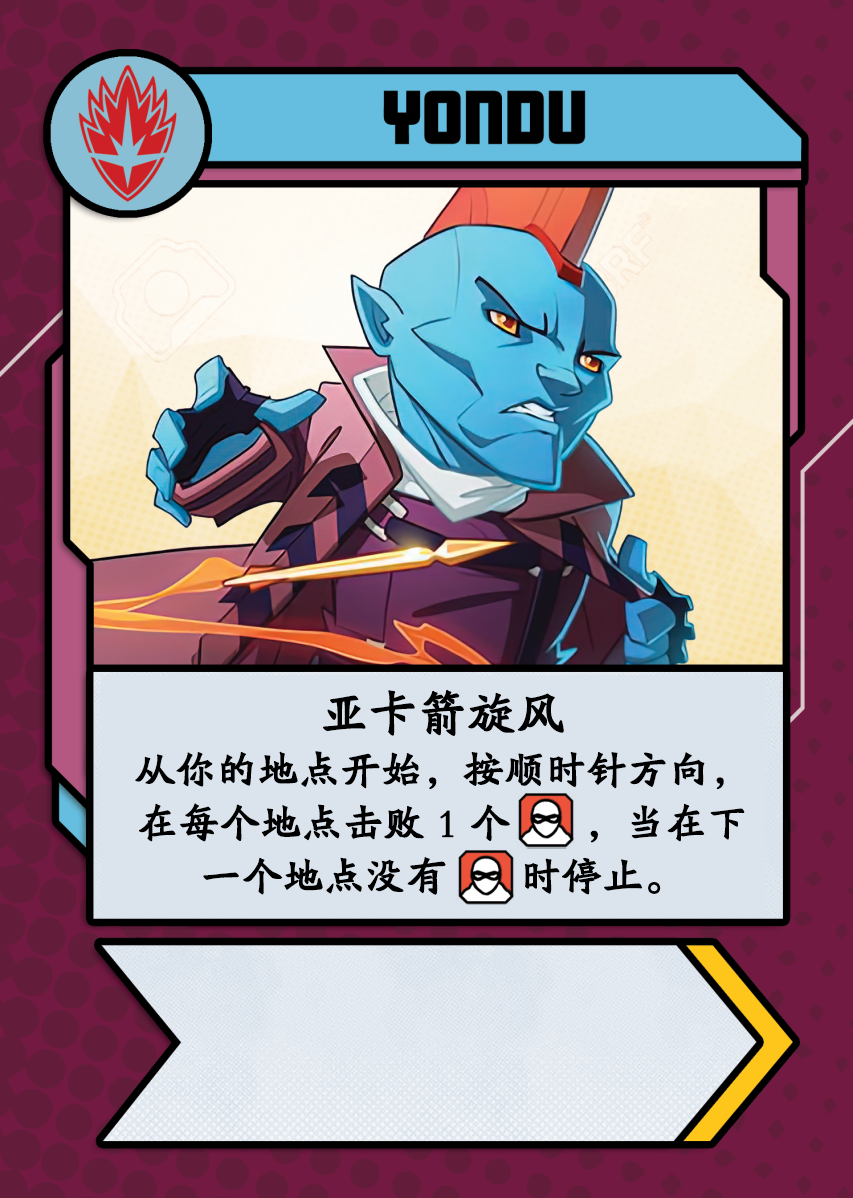 YONDU
亚卡箭旋风
从你的地点开始，按顺时针方向，
在每个地点击败 1 个 ，当在下
一个地点没有 时停止。